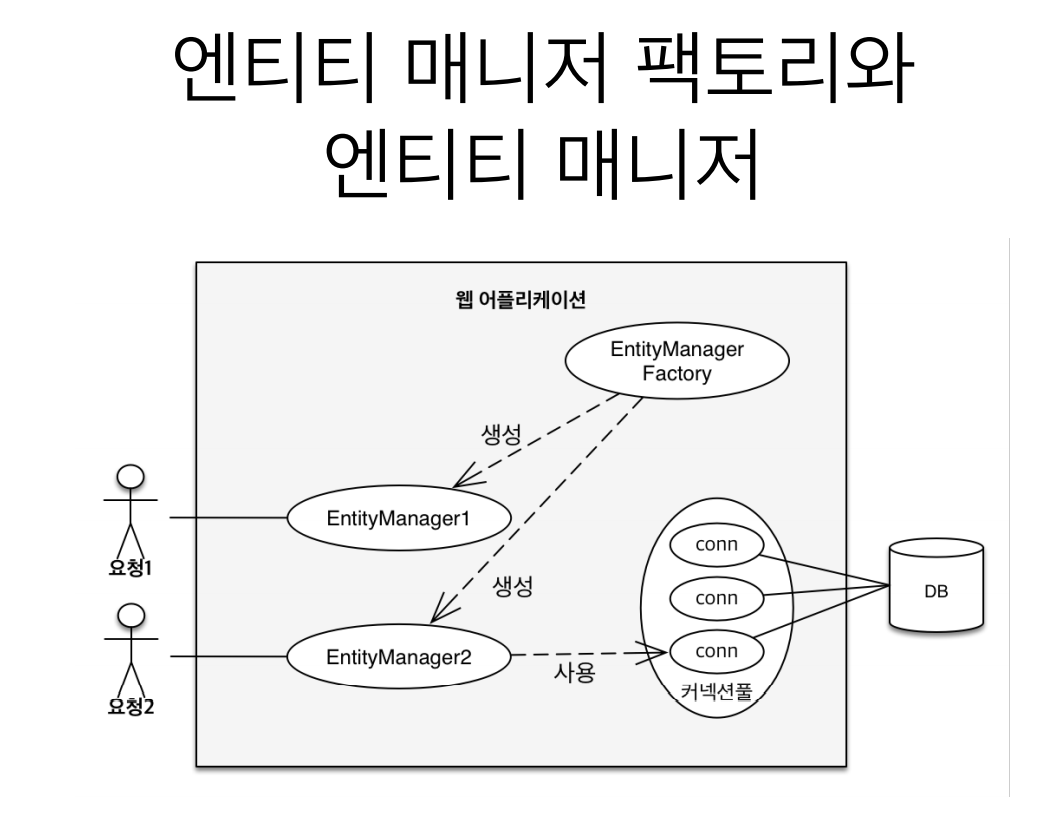 엔티티 매니저 팩토리와
엔티티 매니저
웹 어플리케이션
EntityManager
Factory
생성
EntityManager1
요청1
conn
conn
DB
생성
EntityManager2
conn
사용
커넥션풀
요청2